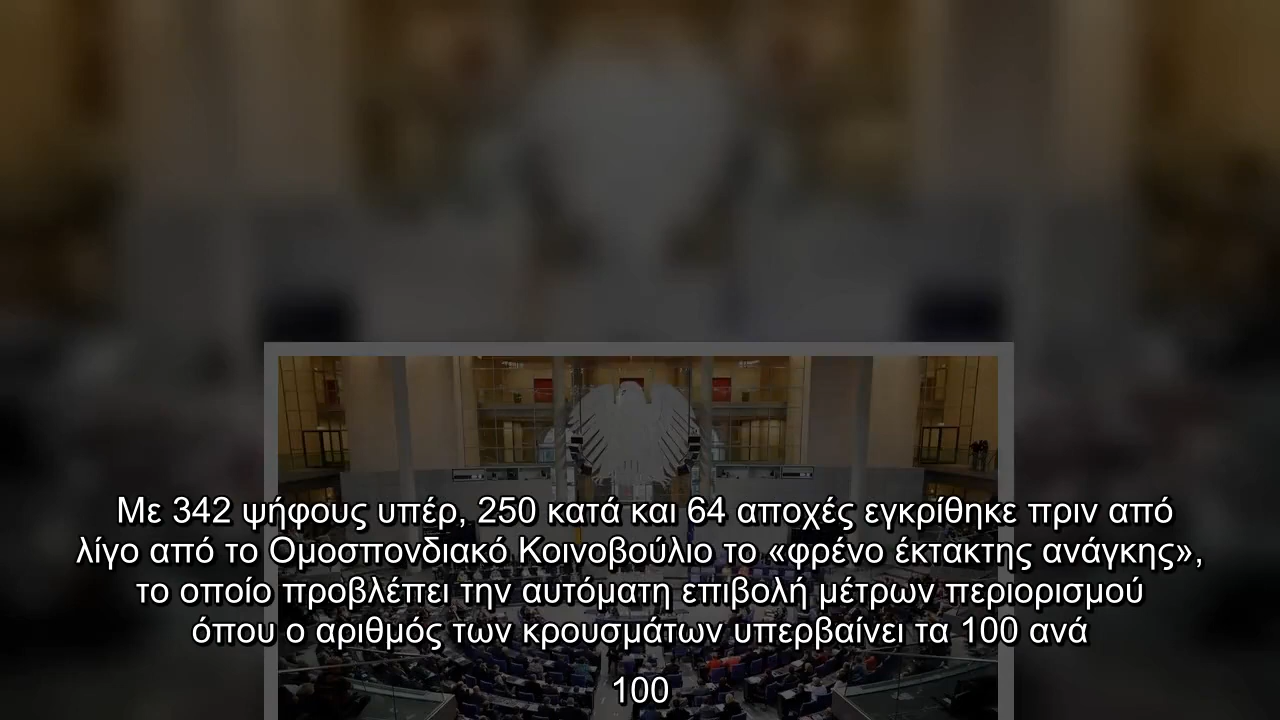 Με 342 ψήφους υπέρ, 250 κατά και 64 αποχές εγκρίθηκε πριν από
λίγο από το Ομοσπονδιακό Κοινοβούλιο το «φρένο έκτακτης ανάγκης»,
το οποίο προβλέπει την αυτόματη επιβολή μέτρων περιορισμού
όπου ο αριθμός των κρουσμάτων υπερβαίνει τα 100 ανά
100